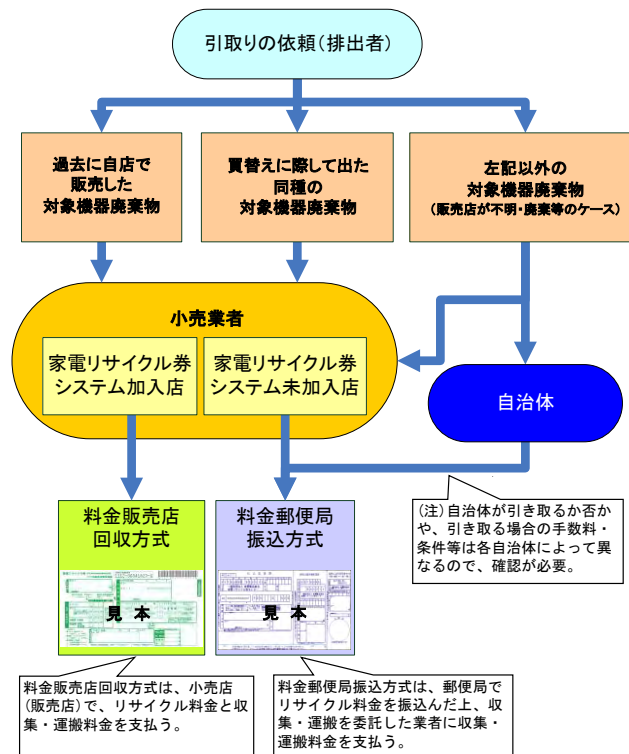 引取りの依頼(排出者)
過去に自店で
販売した
対象機器廃棄物
買替えに際して出た
同種の
対象機器廃棄物
左記以外の
対象機器廃棄物
(販売店が不明・廃棄等のケース)
小売業者
家電リサイクル券
システム加入店
家電リサイクル券
システム未加入店
自治体
料金販売店
回収方式
見 本
料金郵便局
振込方式
見 本
(注)自治体が引き取るか否か
や、引き取る場合の手数料・
条件等は各自治体によって異
なるので、確認が必要。
料金販売店回収方式は、小売店
(販売店)で、リサイクル料金と収
集・運搬料金を支払う。
料金郵便局振込方式は、郵便局で
リサイクル料金を振込んだ上、収
集・運搬を委託した業者に収集・
運搬料金を支払う。